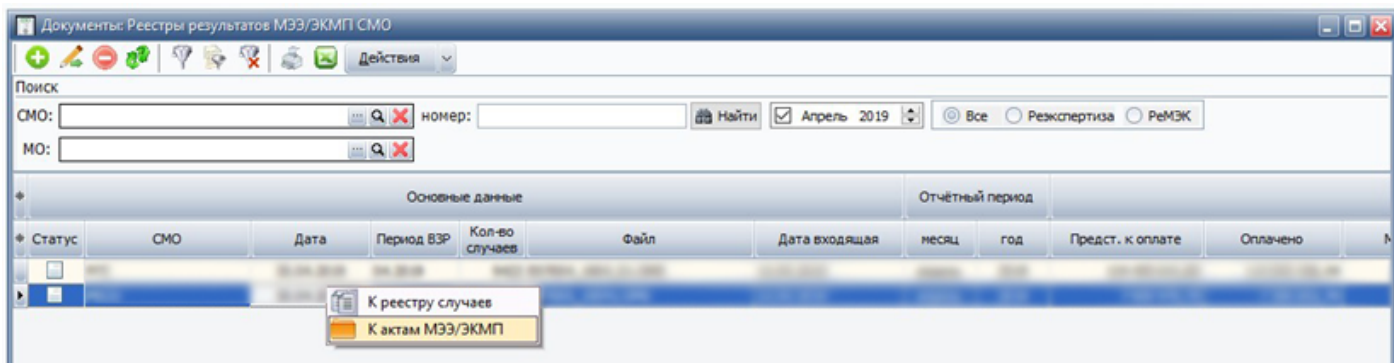 Документы: Реестры результатов МЭЭ/ЭКМП СМО
Действия
Поиск
СМО: номер: Найти Апрель 2019 Все Реэкспертиза РеМЭК
МО:
Основные данные Отчётный период
Статус СМО Дата Период ВЗР Кол-во случаев Файл Дата входящая месяц год Предст. к оплате Оплачено
К реестру случаев
К актам МЭЭ/ЭКМП